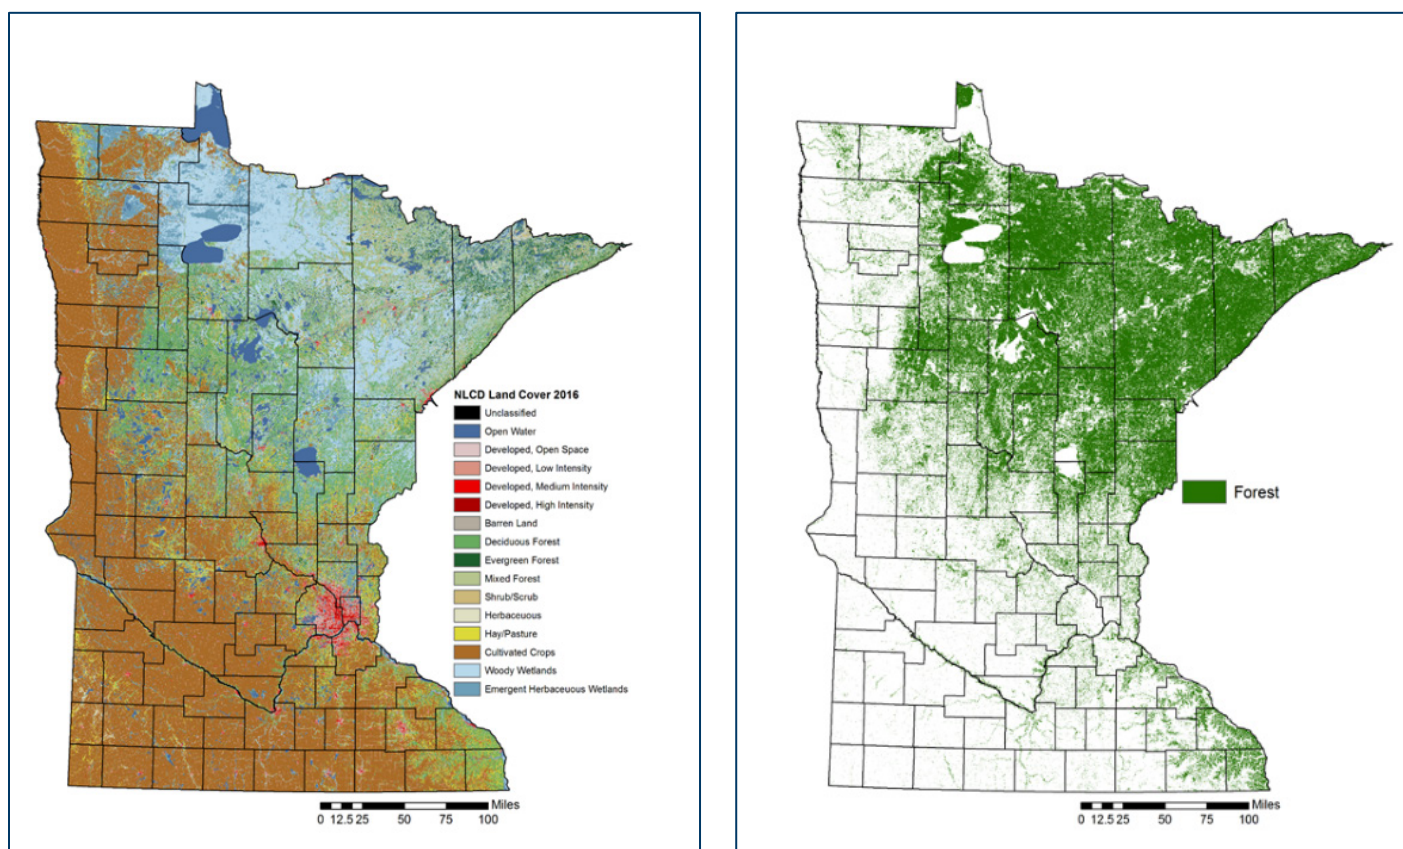 NLCD Land Cover 2016
Unclassified
Open Water
Developed, Open Space
Developed, Low Intensity
Developed, Medium Intensity
Developed, High Intensity
Barren Land
Deciduous Forest
Evergreen Forest
Mixed Forest
Shrub/Scrub
Herbaceuous
Hay/Pasture
Cultivated Crops
Woody Wetlands
Emergent Herbaceuous Wetlands
Miles
0 12.5 25 50 75 100
Forest
Miles
0 12.5 25 50 75 100